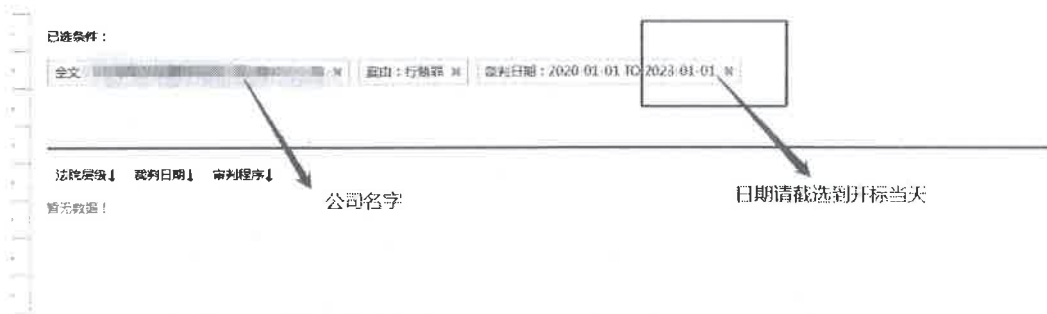 已选条件：
全文 × 案由：行贿罪 × 裁判日期：2020-01-01 TO 2023-01-01 ×
法院层级↓ 裁判日期↓ 审判程序↓
公司名字
日期请截选到开标当天
暂无数据！